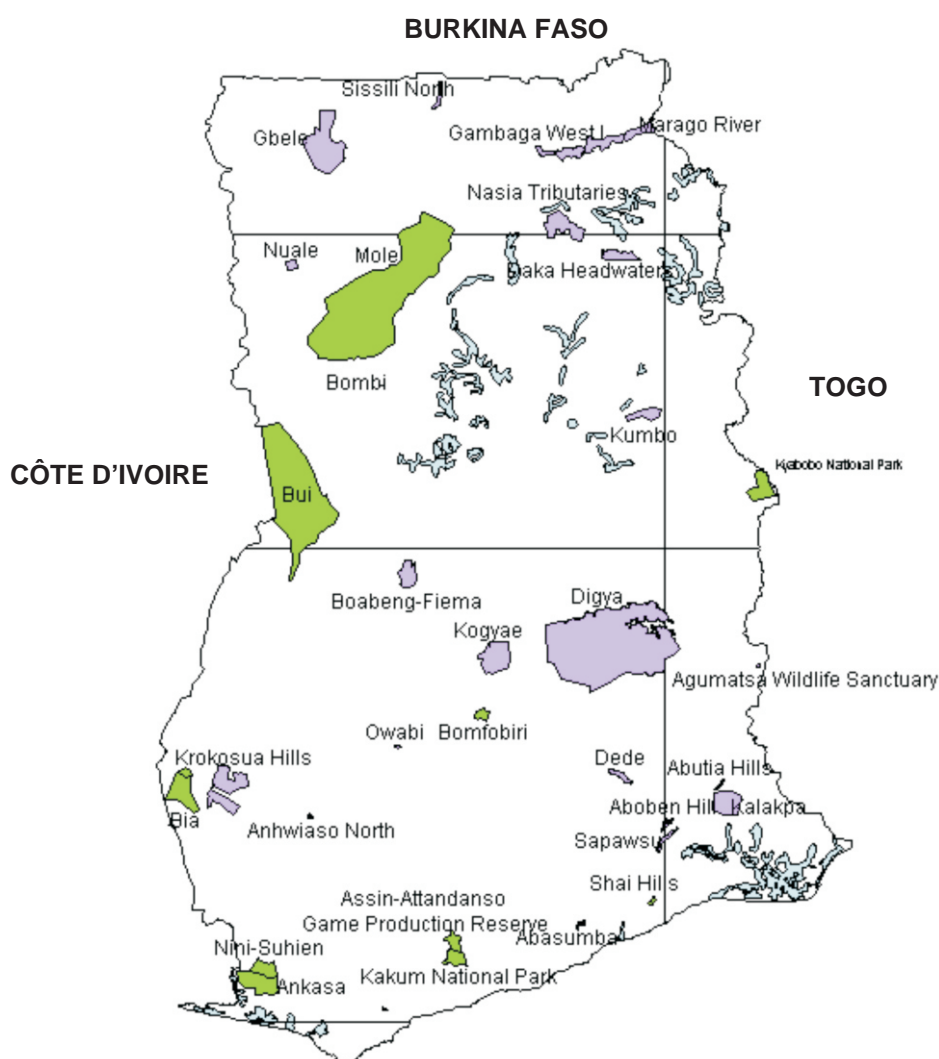 BURKINA FASO
Sissili North
Gbele
Gambaga West I
Marago River
Nasia Tributaries
Nuale
Mole
Daka Headwaters
Bombi
TOGO
Kumbo
Kyabobo National Park
CÔTE D’IVOIRE
Bui
Boabeng-Fiema
Digya
Kogyae
Agumatsa Wildlife Sanctuary
Owabi
Bomfobiri
Krokosua Hills
Dede
Abutia Hills
Bia
Aboben Hill
Kalakpa
Anhwiaso North
Sapawsu
Shai Hills
Assin-Attandanso
Game Production Reserve
Abasumba
Nini-Suhien
Ankasa
Kakum National Park